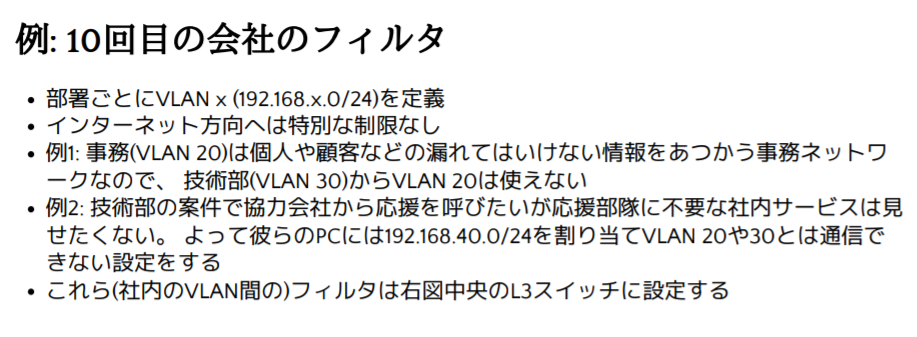 例: 10回目の会社のフィルタ
• 部署ごとにVLAN x (192.168.x.0/24)を定義
• インターネット方向へは特別な制限なし
• 例1: 事務(VLAN 20)は個人や顧客などの漏れてはいけない情報をあつかう事務ネットワ
ークなので、 技術部(VLAN 30)からVLAN 20は使えない
• 例2: 技術部の案件で協力会社から応援を呼びたいが応援部隊に不要な社内サービスは見
せたくない。 よって彼らのPCには192.168.40.0/24を割り当てVLAN 20や30とは通信で
きない設定をする
• これら(社内のVLAN間の)フィルタは右図中央のL3スイッチに設定する